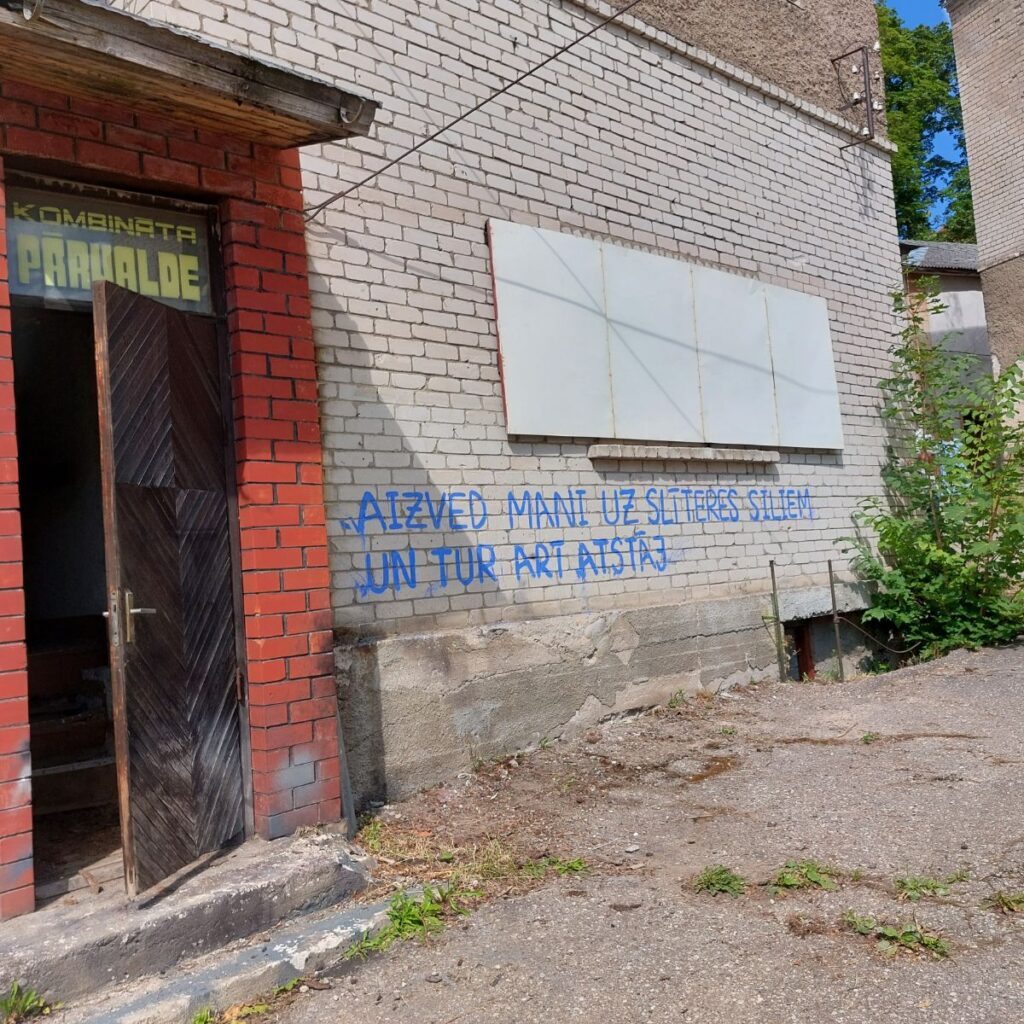 KOMBINĀTA
PĀRVALDE
„AIZVED MANI UZ SLĪTERES SILIEM
UN TUR ARĪ ATSTĀJ